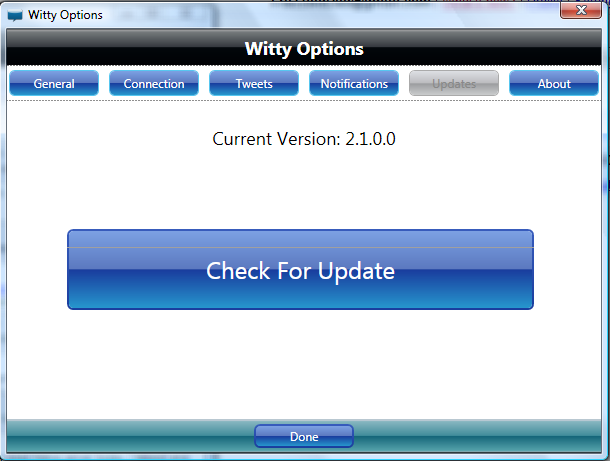 Witty Options
Witty Options
General Connection Tweets Notifications Updates About
Current Version: 2.1.0.0
Check For Update
Done